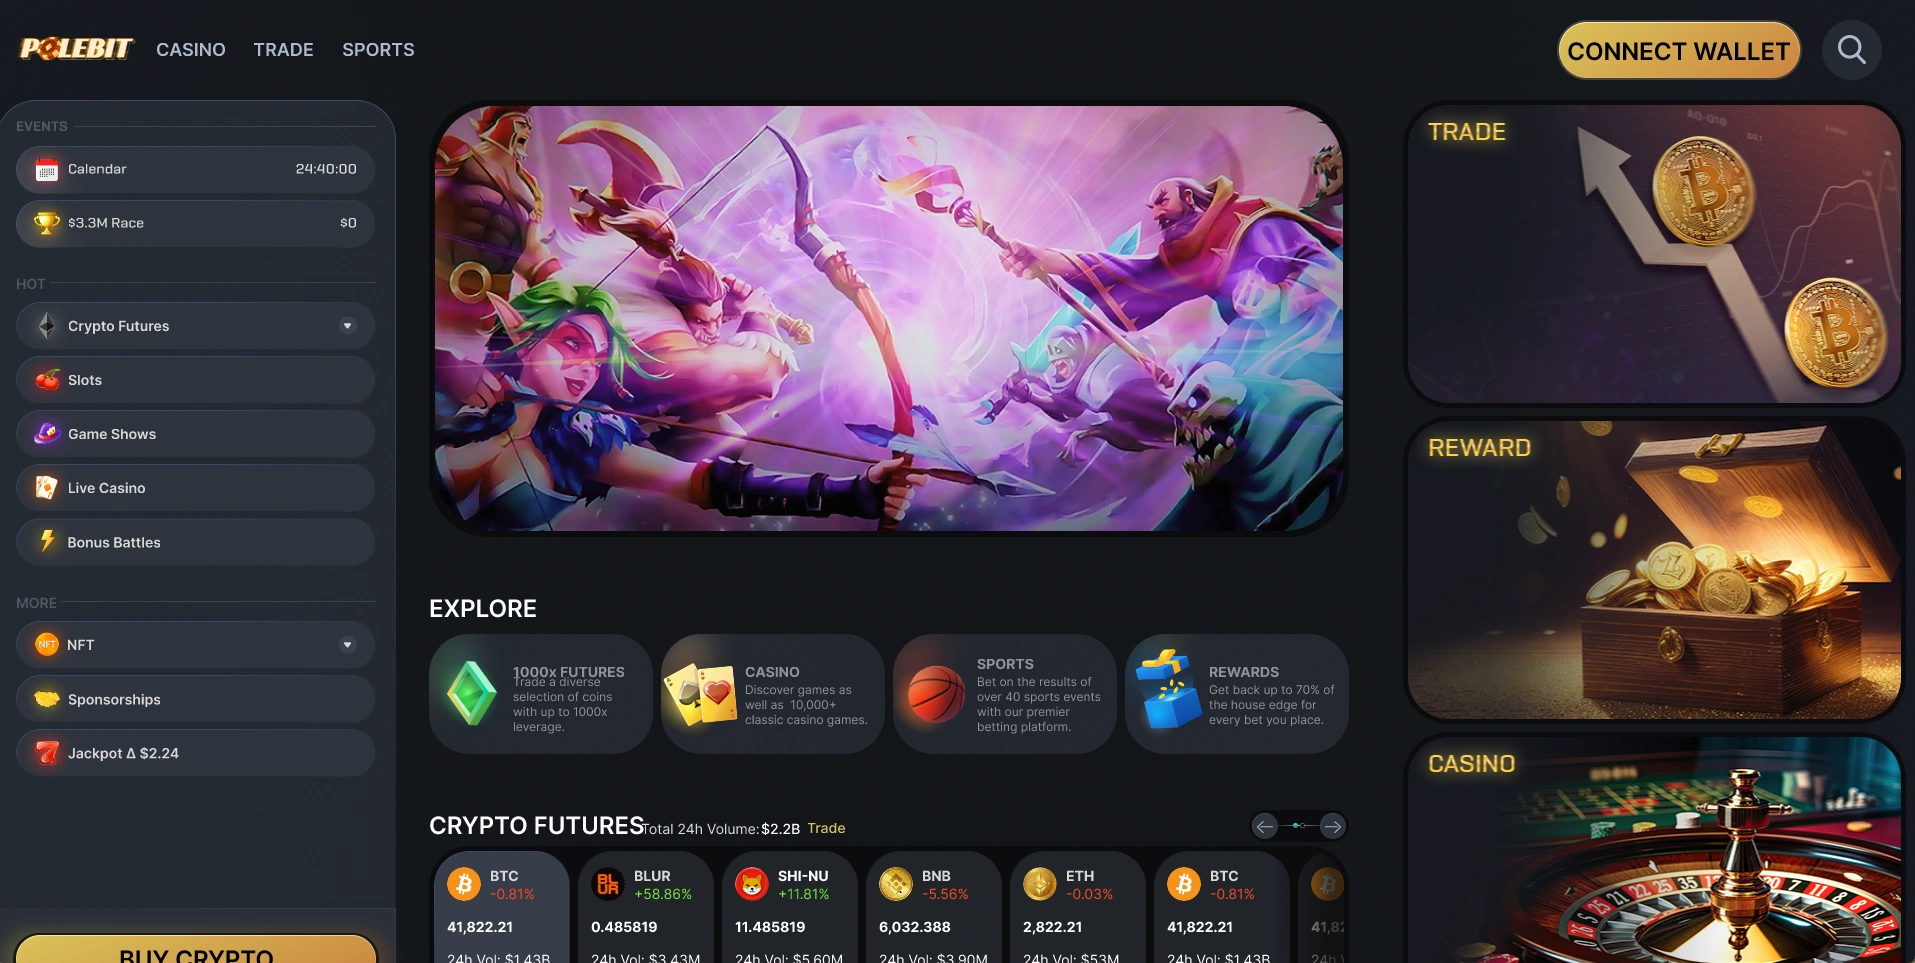 POLEBIT
CASINO
TRADE
SPORTS
CONNECT WALLET
EVENTS
Calendar 24:40:00
$3.3M Race $0
HOT
Crypto Futures
Slots
Game Shows
Live Casino
Bonus Battles
MORE
NFT NFT
Sponsorships
Jackpot Δ $2.24
BUY CRYPTO
EXPLORE
1000x FUTURES
Trade a diverse
selection of coins
with up to 1000x
leverage.
CASINO
Discover games as
well as 10,000+
classic casino games.
SPORTS
Bet on the results of
over 40 sports events
with our premier
betting platform.
REWARDS
Get back up to 70% of
the house edge for
every bet you place.
CRYPTO FUTURES Total 24h Volume: $2.2B Trade
BTC
-0.81%
41,822.21
24h Vol: $1.43B
BLUR
BLUR
+58.86%
0.485819
24h Vol: $3.43M
SHI-NU
+11.81%
11.485819
24h Vol: $5.60M
BNB
-5.56%
6,032.388
24h Vol: $3.90M
ETH
-0.03%
2,822.21
24h Vol: $53M
BTC
-0.81%
41,822.21
24h Vol: $1.43B
41,82
24h V
TRADE
REWARD
CASINO